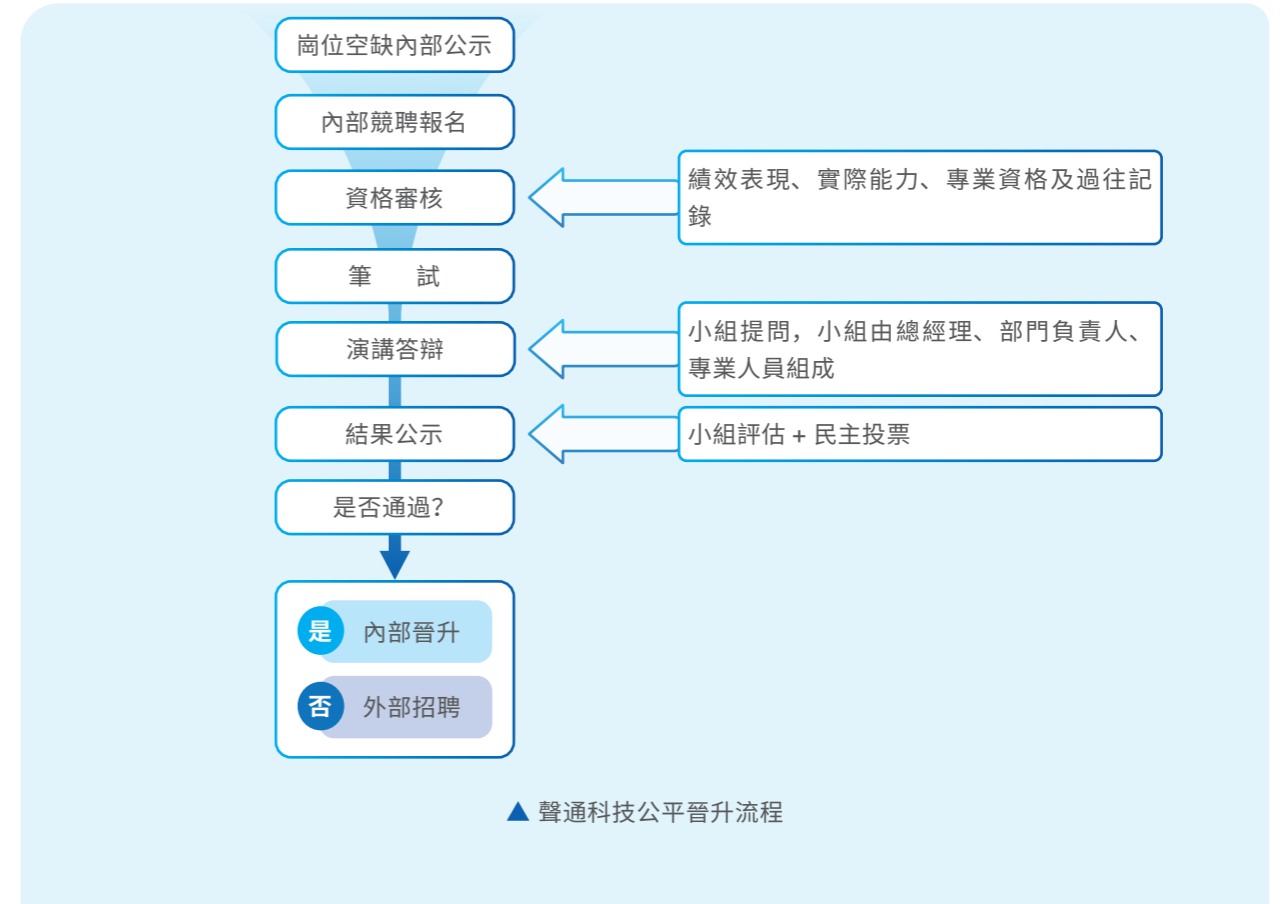 崗位空缺內部公示
內部競聘報名
資格審核
績效表現、實際能力、專業資格及過往記
錄
筆 試
演講答辯
小組提問，小組由總經理、部門負責人、
專業人員組成
結果公示
小組評估 + 民主投票
是否通過?
是 內部晉升
否 外部招聘
▲ 聲通科技公平晉升流程